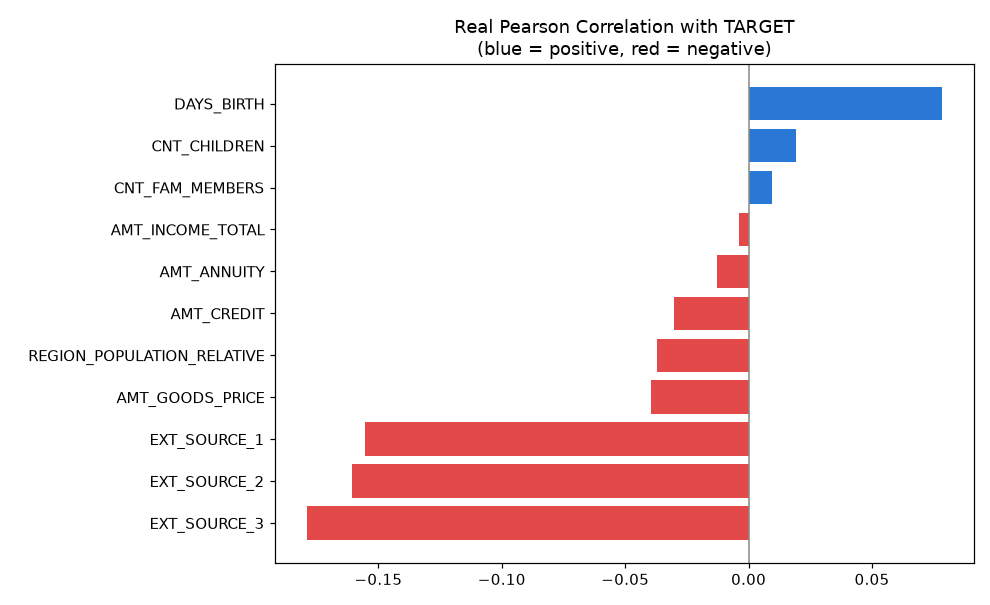 Real Pearson Correlation with TARGET
(blue = positive, red = negative)
DAYS_BIRTH
CNT_CHILDREN
CNT_FAM_MEMBERS
AMT_INCOME_TOTAL
AMT_ANNUITY
AMT_CREDIT
REGION_POPULATION_RELATIVE
AMT_GOODS_PRICE
EXT_SOURCE_1
EXT_SOURCE_2
EXT_SOURCE_3
−0.15 −0.10 −0.05 0.00 0.05